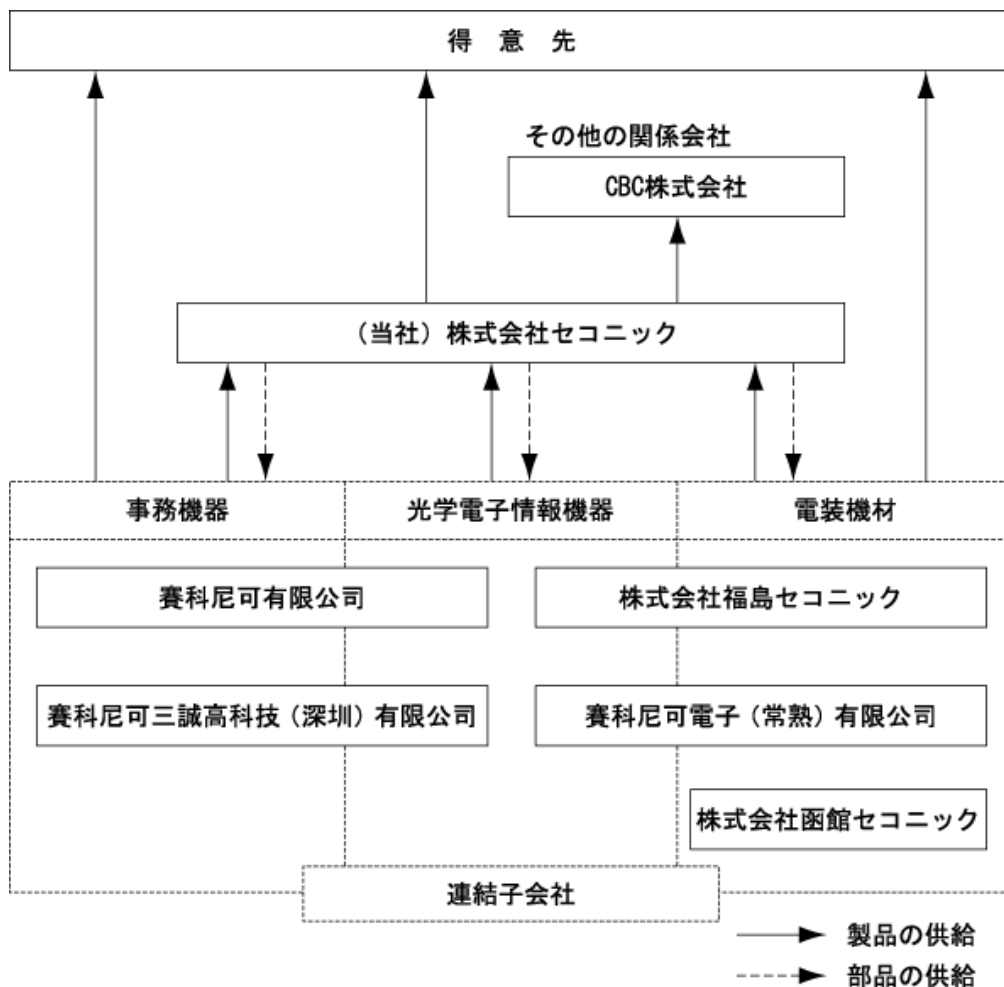 得 意 先
その他の関係会社
CBC株式会社
(当社)株式会社セコニック
事務機器
光学電子情報機器
電装機材
賽科尼可有限公司
株式会社福島セコニック
賽科尼可三誠高科技(深圳)有限公司
賽科尼可電子(常熟)有限公司
株式会社函館セコニック
連結子会社
製品の供給
部品の供給